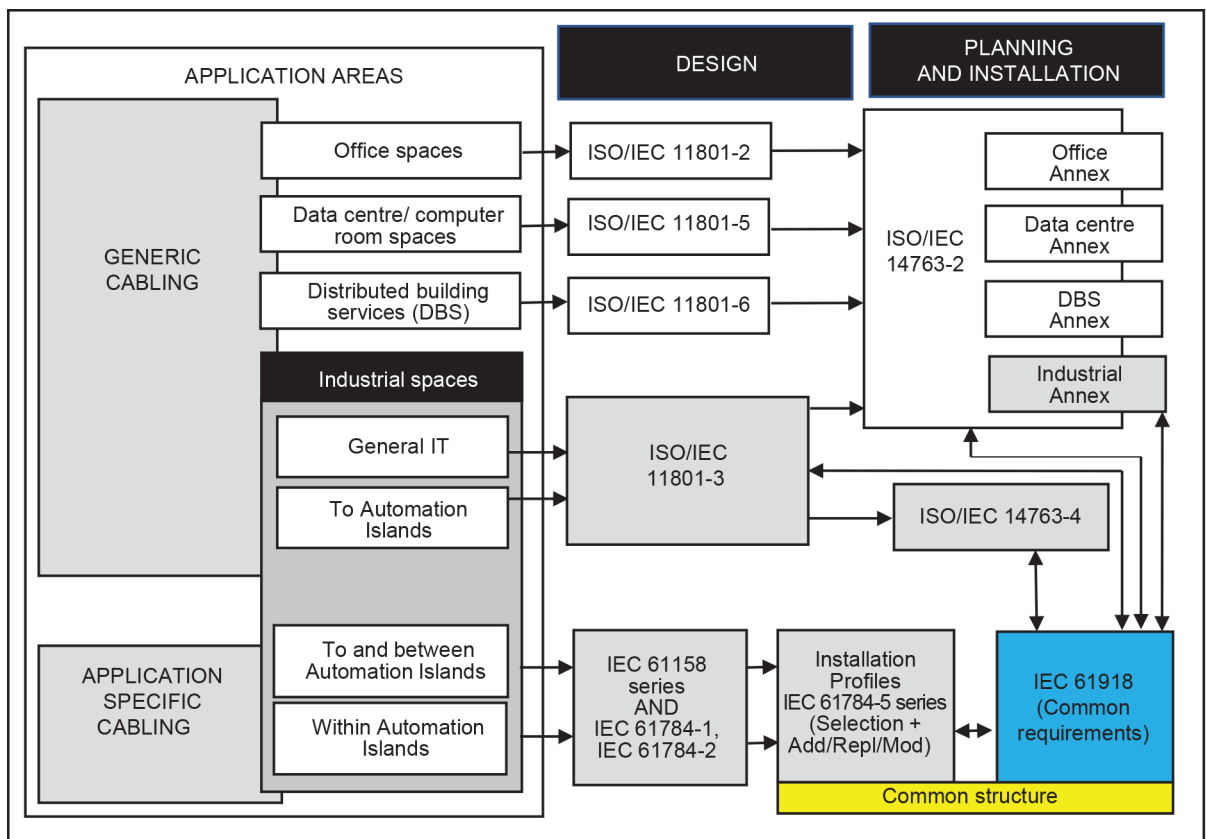 APPLICATION AREAS
DESIGN
PLANNING
AND INSTALLATION
GENERIC
CABLING
Office spaces
ISO/IEC 11801-2
Data centre/ computer
room spaces
ISO/IEC 11801-5
Distributed building
services (DBS)
ISO/IEC 11801-6
ISO/IEC
14763-2
Office
Annex
Data centre
Annex
DBS
Annex
Industrial
Annex
Industrial spaces
General IT
To Automation
Islands
ISO/IEC
11801-3
ISO/IEC 14763-4
APPLICATION
SPECIFIC
CABLING
To and between
Automation Islands
Within Automation
Islands
IEC 61158
series
AND
IEC 61784-1,
IEC 61784-2
Installation
Profiles
IEC 61784-5 series
(Selection +
Add/Repl/Mod)
IEC 61918
(Common
requirements)
Common structure